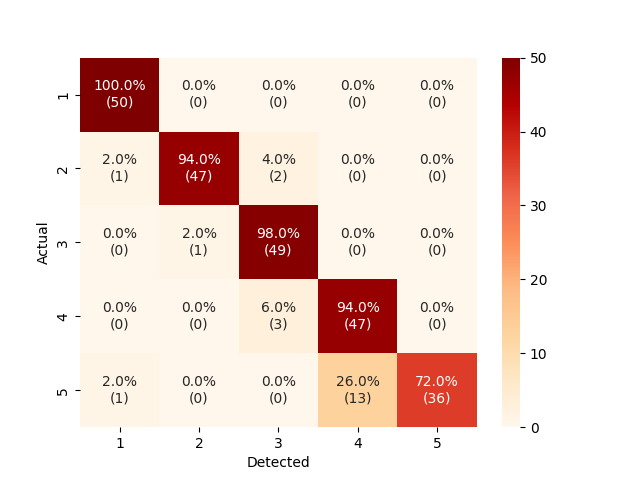 100.0% 0.0% 0.0% 0.0% 0.0%
(50) (0) (0) (0) (0)
2.0% 94.0% 4.0% 0.0% 0.0%
(1) (47) (2) (0) (0)
0.0% 2.0% 98.0% 0.0% 0.0%
(0) (1) (49) (0) (0)
0.0% 0.0% 6.0% 94.0% 0.0%
(0) (0) (3) (47) (0)
2.0% 0.0% 0.0% 26.0% 72.0%
(1) (0) (0) (13) (36)
1
2
3
4
5
Actual
1 2 3 4 5
Detected
50
40
30
20
10
0